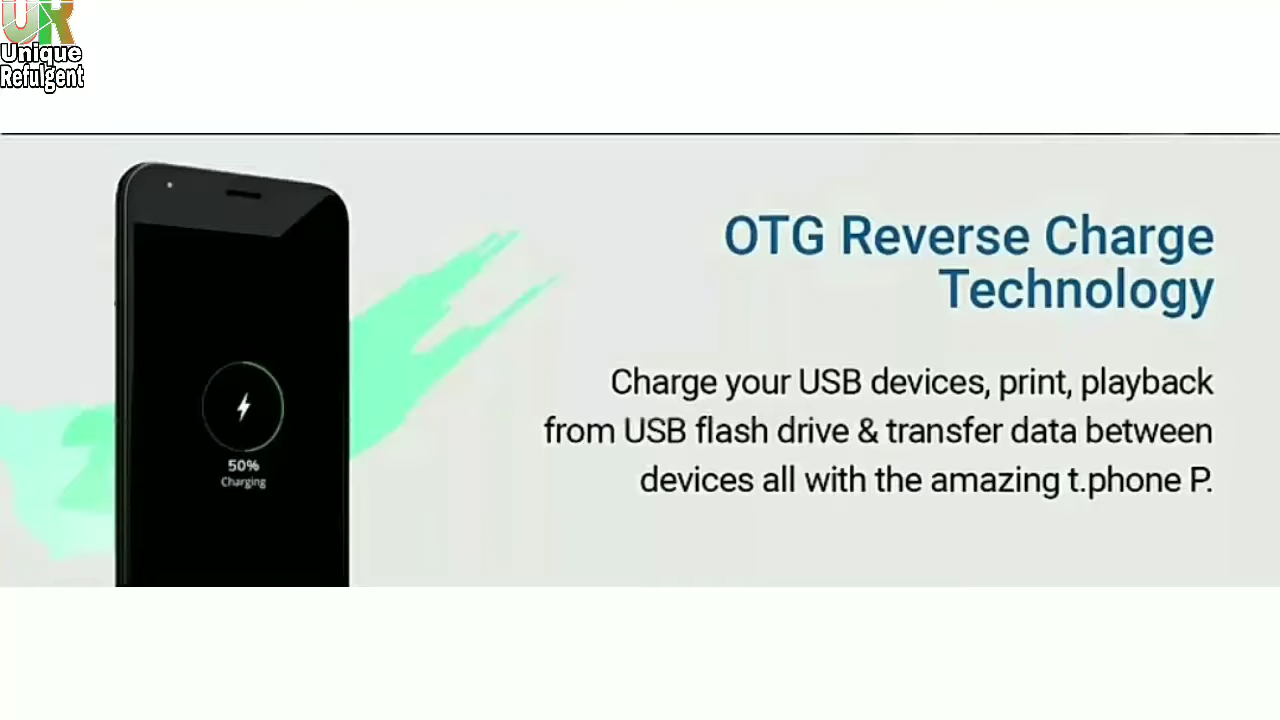 UR
Unique
Refulgent
OTG Reverse Charge
Technology
Charge your USB devices, print, playback
from USB flash drive & transfer data between
devices all with the amazing t.phone P.
50%
Charging